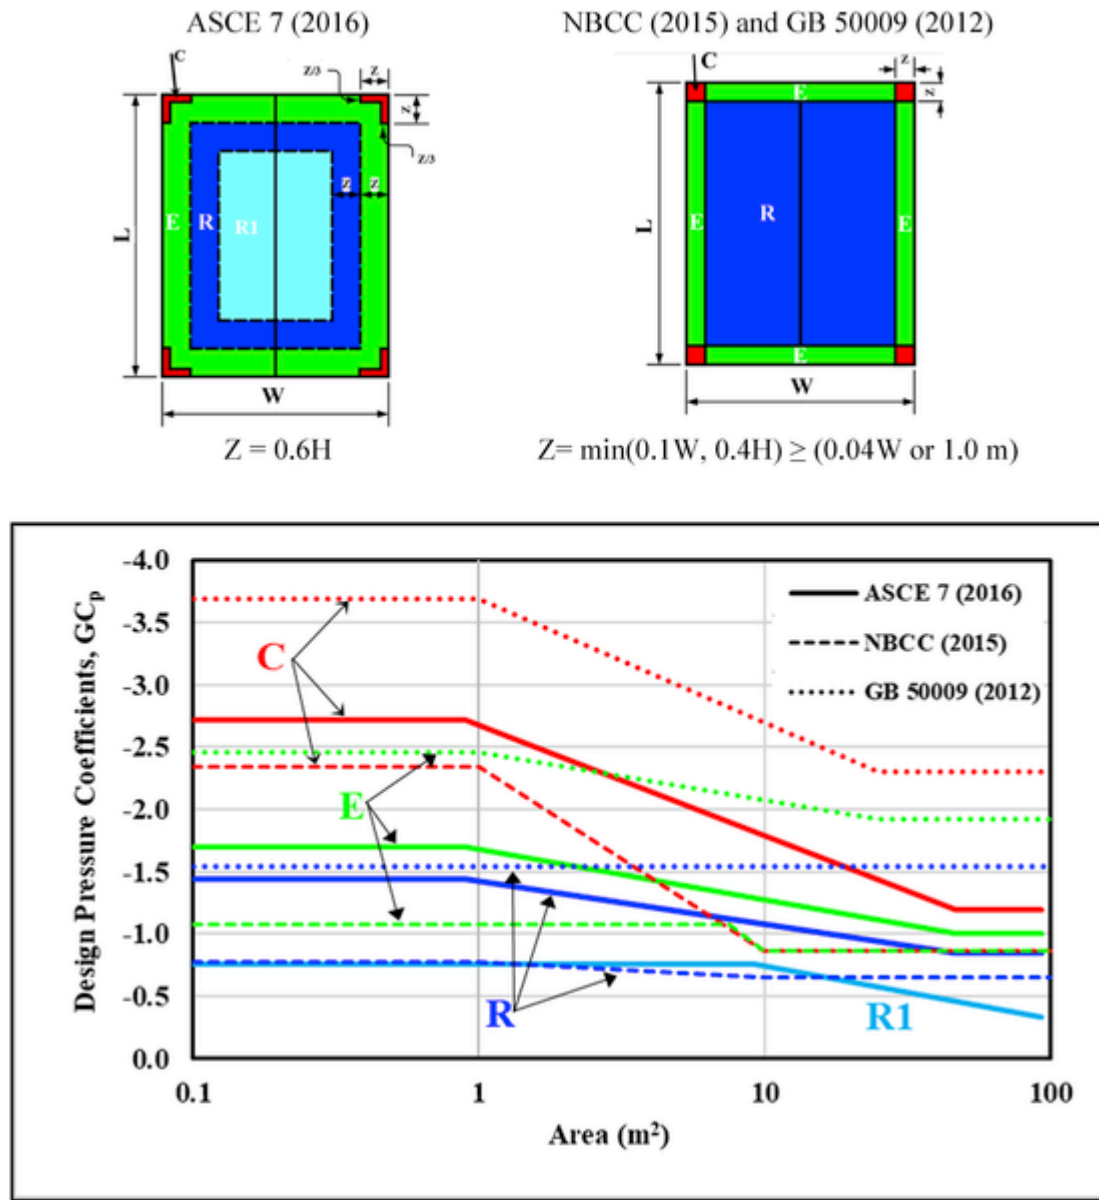 ASCE 7 (2016)
NBCC (2015) and GB 50009 (2012)
C
Z/3
Z
Z
Z/3
Z
Z
E
R
R1
L
W
Z = 0.6H
C
Z
Z
E
E
R
E
E
L
W
Z= min(0.1W, 0.4H) ≥ (0.04W or 1.0 m)
Design Pressure Coefficients, GCp
-4.0
-3.5
-3.0
-2.5
-2.0
-1.5
-1.0
-0.5
0.0
ASCE 7 (2016)
NBCC (2015)
GB 50009 (2012)
C
E
R
R1
0.1
1
10
100
Area (m²)